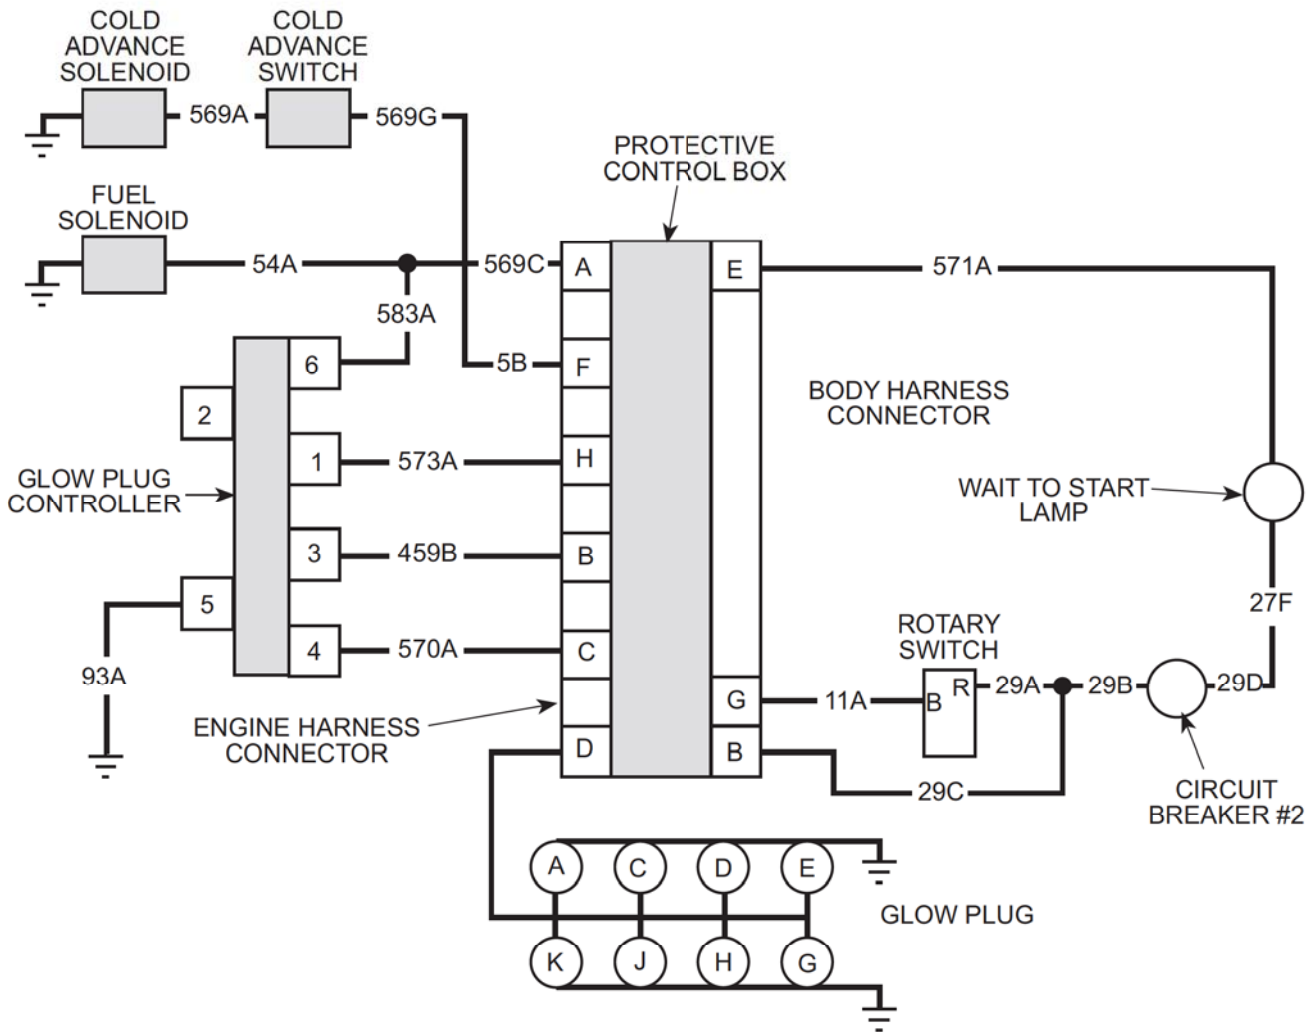 COLD
ADVANCE
SOLENOID
COLD
ADVANCE
SWITCH
569A
569G
PROTECTIVE
CONTROL BOX
FUEL
SOLENOID
54A
569C
A
E
571A
583A
6
5B
F
2
BODY HARNESS
CONNECTOR
1
573A
H
GLOW PLUG
CONTROLLER
WAIT TO START
LAMP
3
459B
B
5
27F
ROTARY
SWITCH
4
570A
C
93A
G
11A
B
R
29A
29B
29D
ENGINE HARNESS
CONNECTOR
D
B
29C
CIRCUIT
BREAKER #2
A
C
D
E
GLOW PLUG
K
J
H
G